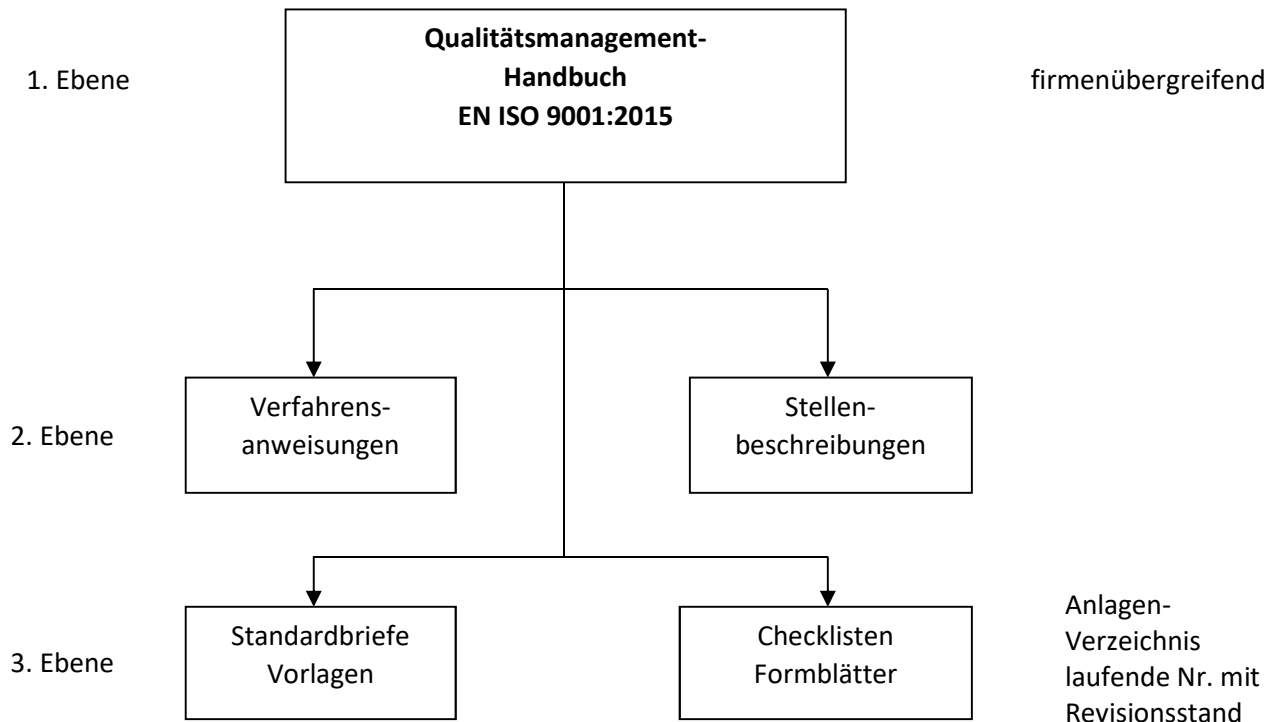 Qualitätsmanagement-
Handbuch
EN ISO 9001:2015
1. Ebene
firmenübergreifend
Verfahrens-
anweisungen
Stellen-
beschreibungen
2. Ebene
Standardbriefe
Vorlagen
Checklisten
Formblätter
3. Ebene
Anlagen-
Verzeichnis
laufende Nr. mit
Revisionsstand